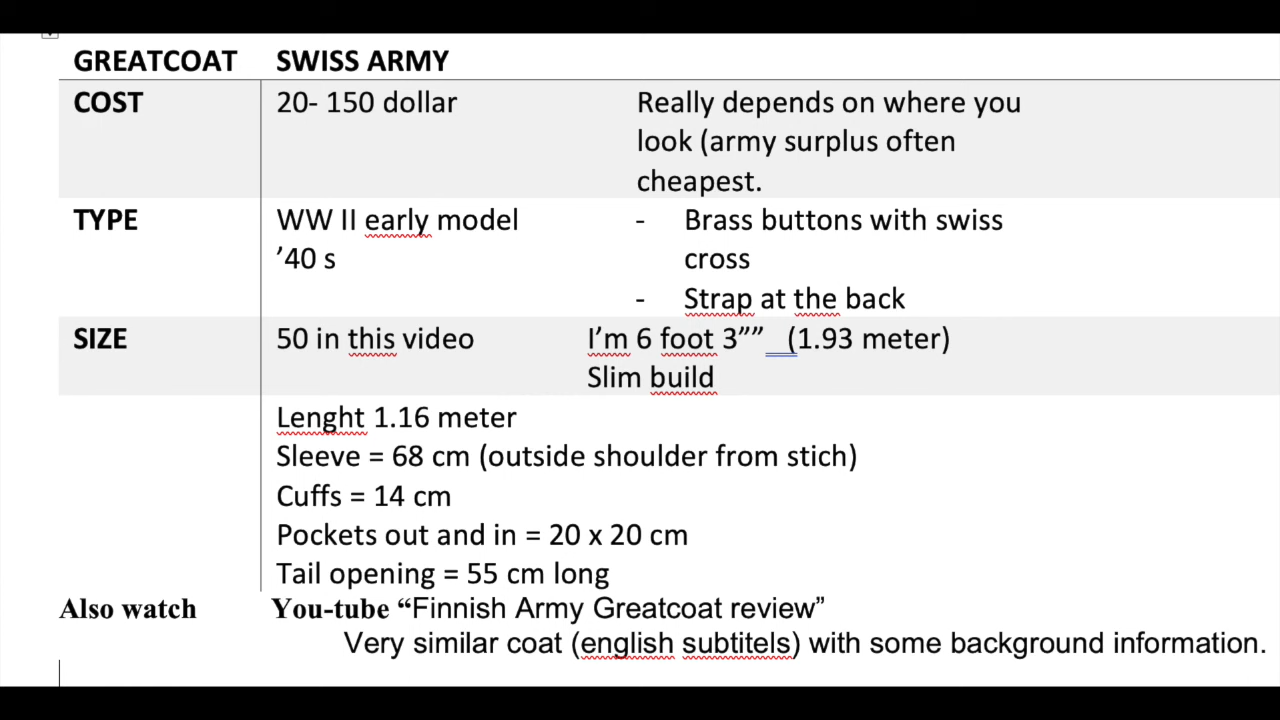 GREATCOAT SWISS ARMY
COST 20- 150 dollar Really depends on where you
look (army surplus often
cheapest.
TYPE WW II early model - Brass buttons with swiss
’40 s cross
- Strap at the back
SIZE 50 in this video I’m 6 foot 3”” (1.93 meter)
Slim build
Lenght 1.16 meter
Sleeve = 68 cm (outside shoulder from stich)
Cuffs = 14 cm
Pockets out and in = 20 x 20 cm
Tail opening = 55 cm long
Also watch You-tube “Finnish Army Greatcoat review”
Very similar coat (english subtitels) with some background information.